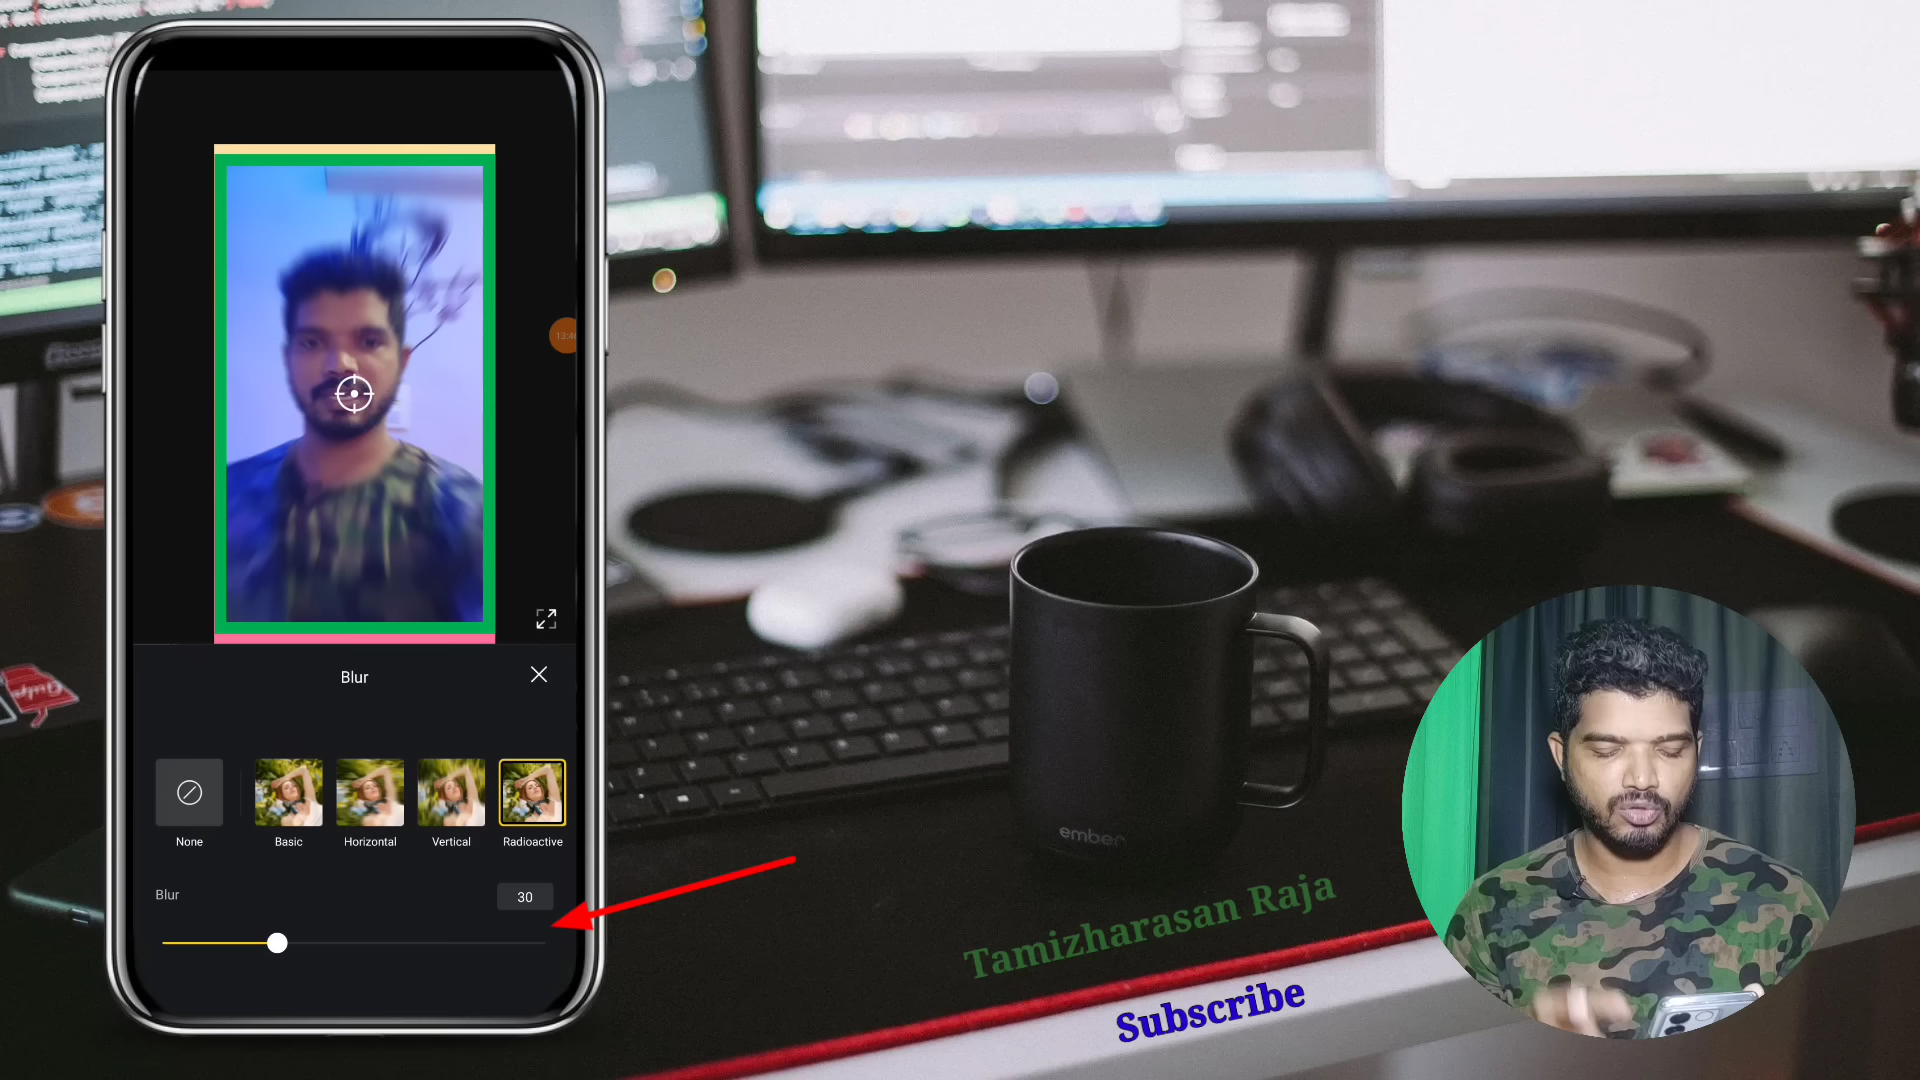 Blur
None
Basic
Horizontal
Vertical
Radioactive
Blur
30
ember
Tamizharasan Raja
Subscribe